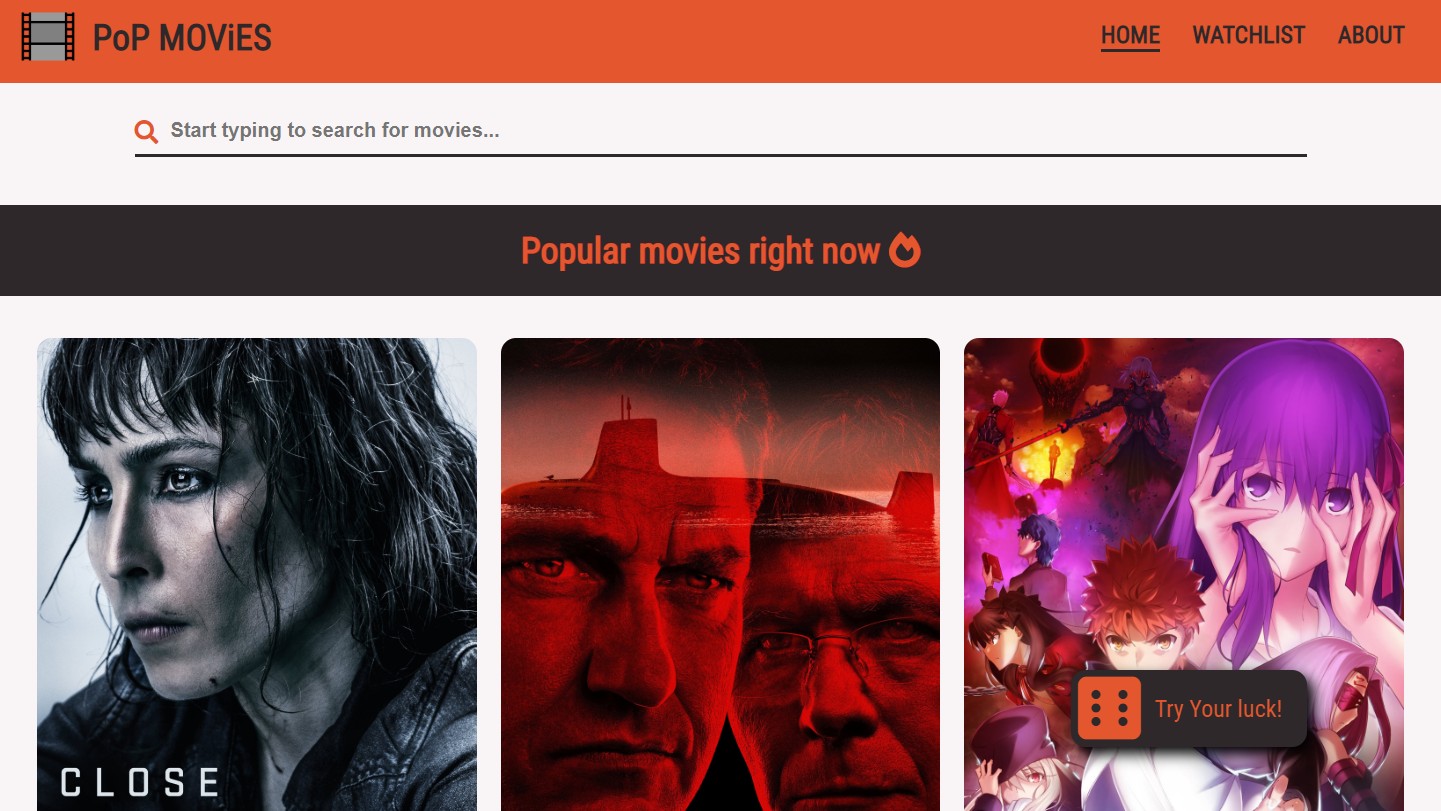 PoP MOViES
HOME WATCHLIST ABOUT
Start typing to search for movies...
Popular movies right now
CLOSE
Try Your luck!